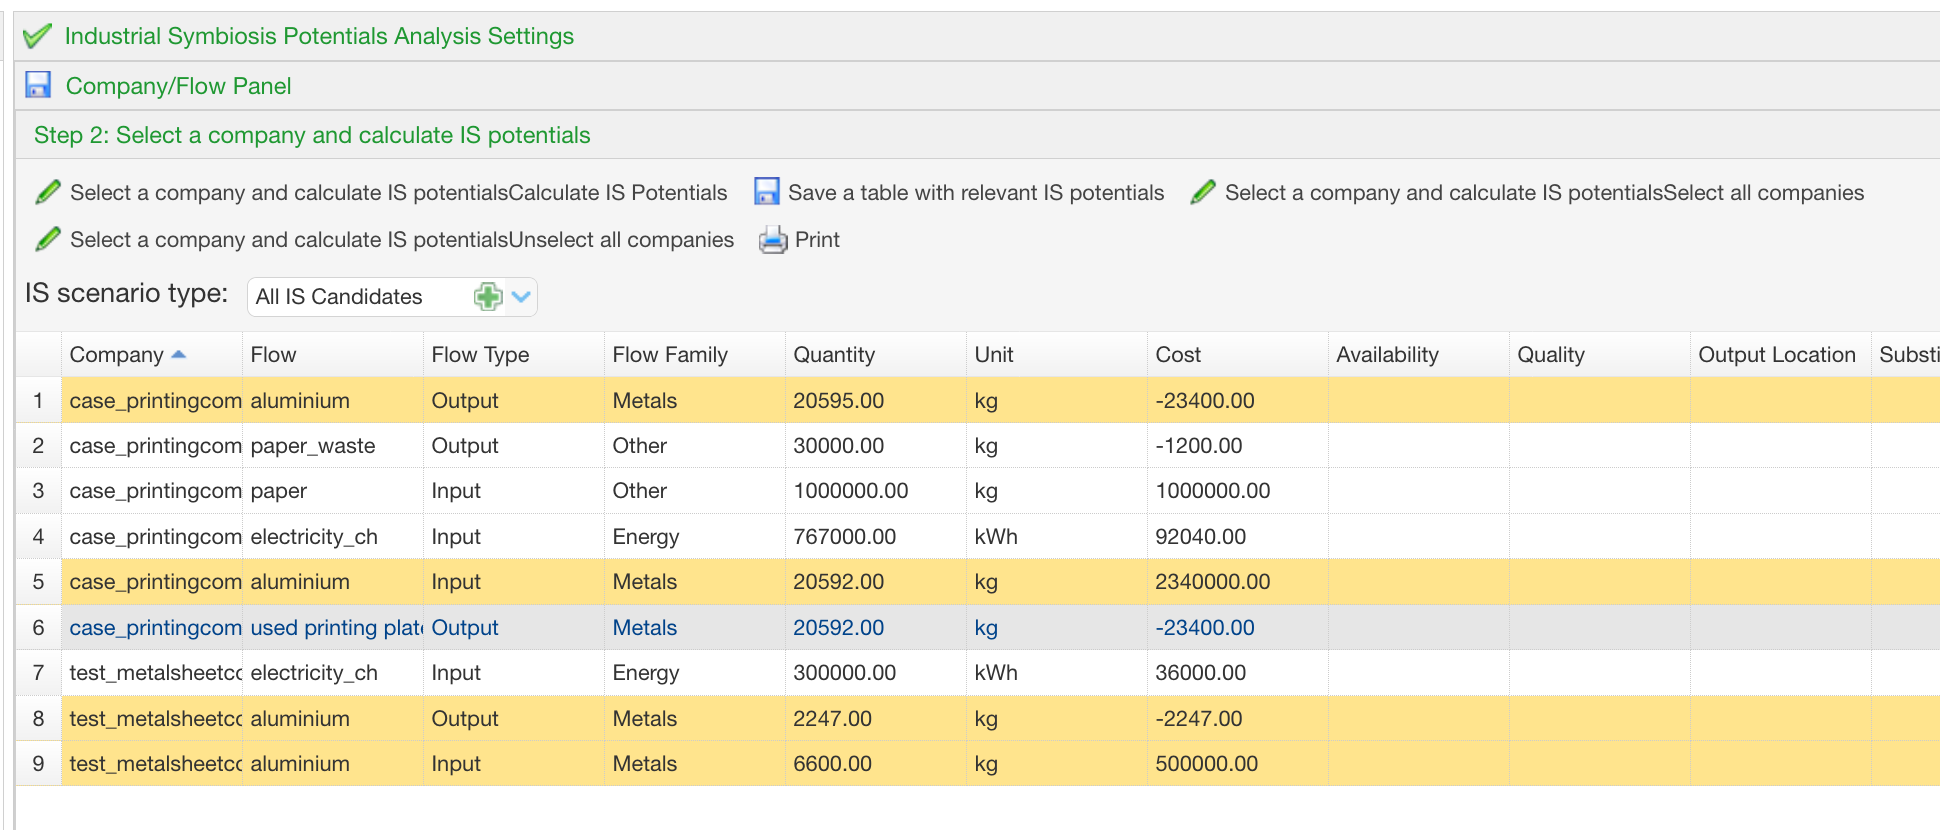 Industrial Symbiosis Potentials Analysis Settings
Company/Flow Panel
Step 2: Select a company and calculate IS potentials
Select a company and calculate IS potentialsCalculate IS Potentials Save a table with relevant IS potentials Select a company and calculate IS potentialsSelect all companies
Select a company and calculate IS potentialsUnselect all companies Print
IS scenario type: All IS Candidates
Company Flow Flow Type Flow Family Quantity Unit Cost Availability Quality Output Location Substi
1 case_printingcom aluminium Output Metals 20595.00 kg -23400.00
2 case_printingcom paper_waste Output Other 30000.00 kg -1200.00
3 case_printingcom paper Input Other 1000000.00 kg 1000000.00
4 case_printingcom electricity_ch Input Energy 767000.00 kWh 92040.00
5 case_printingcom aluminium Input Metals 20592.00 kg 2340000.00
6 case_printingcom used printing plate Output Metals 20592.00 kg -23400.00
7 test_metalsheetco electricity_ch Input Energy 300000.00 kWh 36000.00
8 test_metalsheetco aluminium Output Metals 2247.00 kg -2247.00
9 test_metalsheetco aluminium Input Metals 6600.00 kg 500000.00